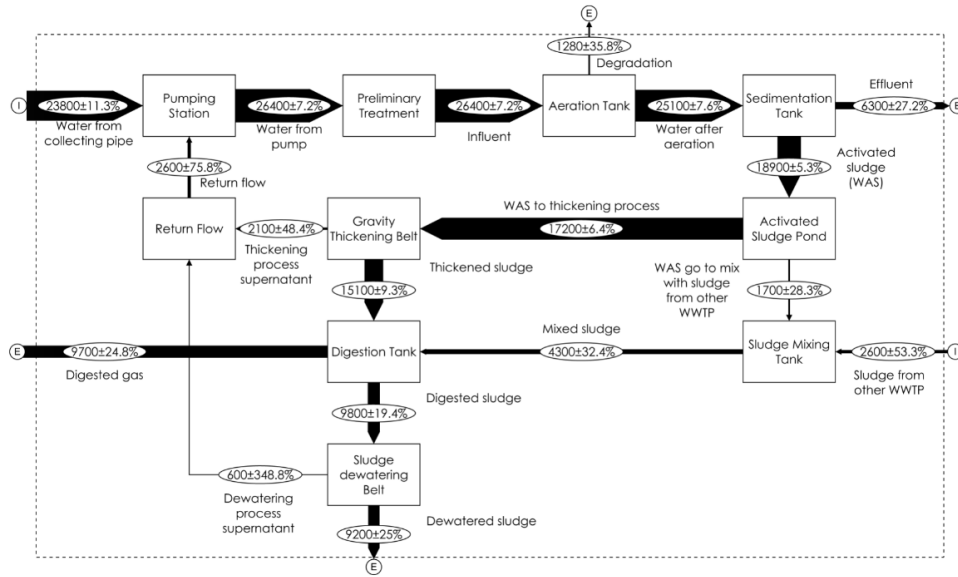 E
1280±35.8%
Degradation
I
23800±11.3%
Water from
collecting pipe
Pumping
Station
26400±7.2%
Water from
pump
Preliminary
Treatment
26400±7.2%
Influent
Aeration Tank
25100±7.6%
Water after
aeration
Sedimentation
Tank
Effluent
6300±27.2%
E
2600±75.8%
Return flow
18900±5.3%
Activated
sludge
(WAS)
Return Flow
2100±48.4%
Thickening
process
supernatant
Gravity
Thickening Belt
WAS to thickening process
17200±6.4%
Activated
Sludge Pond
Thickened sludge
15100±9.3%
WAS go to mix
with sludge
from other
WWTP
1700±28.3%
E
9700±24.8%
Digested gas
Digestion Tank
Mixed sludge
4300±32.4%
Sludge Mixing
Tank
2600±53.3%
I
Sludge from
other WWTP
Digested sludge
9800±19.4%
600±348.8%
Dewatering
process
supernatant
Sludge
dewatering
Belt
Dewatered sludge
9200±25%
E